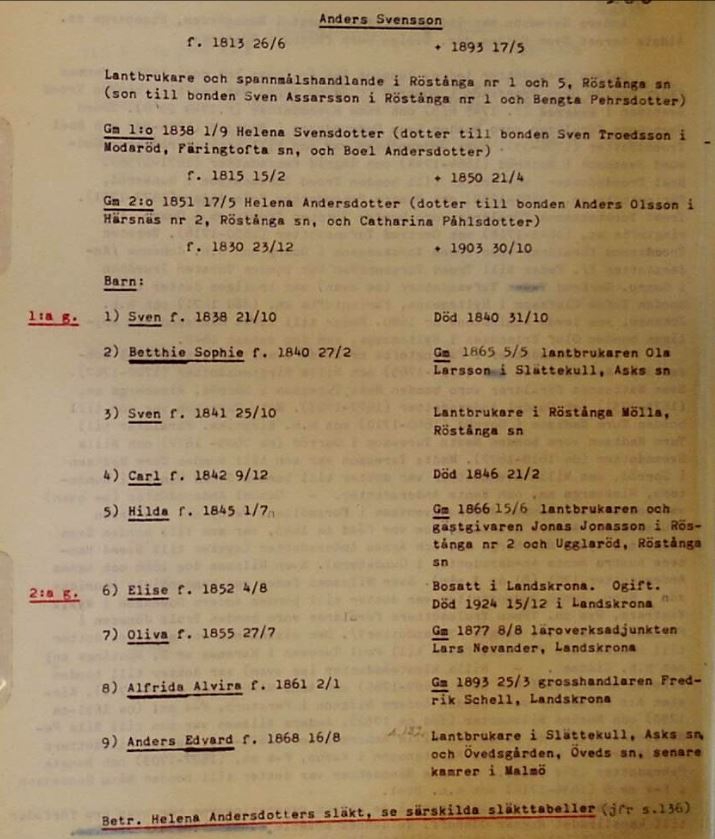 Anders Svensson
f. 1813 26/6 + 1893 17/5
Lantbrukare och spannmålshandlande i Röstånga nr 1 och 5, Röstånga sn
(son till bonden Sven Assarsson i Röstånga nr 1 och Bengta Pehrsdotter)
Gm 1:o 1838 1/9 Helena Svensdotter (dotter till bonden Sven Troedsson i
Modaröd, Färingtofta sn, och Boel Andersdotter)
f. 1815 15/2 + 1850 21/4
Gm 2:o 1851 17/5 Helena Andersdotter (dotter till bonden Anders Olsson i
Härsnäs nr 2, Röstånga sn, och Catharina Påhlsdotter)
f. 1830 23/12 + 1903 30/10
Barn:
1:a g. 1) Sven f. 1838 21/10 Död 1840 31/10
2) Betthie Sophie f. 1840 27/2 Gm 1865 5/5 lantbrukaren Ola
Larsson i Slättekull, Asks sn
3) Sven f. 1841 25/10 Lantbrukare i Röstånga Mölla,
Röstånga sn
4) Carl f. 1842 9/12 Död 1846 21/2
5) Hilda f. 1845 1/7 Gm 1866 15/6 lantbrukaren och
gästgivaren Jonas Jonasson i Rös-
tånga nr 2 och Ugglaröd, Röstånga
sn
2:a g. 6) Elise f. 1852 4/8 Bosatt i Landskrona. Ogift.
Död 1924 15/12 i Landskrona
7) Oliva f. 1855 27/7 Gm 1877 8/8 läroverksadjunkten
Lars Nevander, Landskrona
8) Alfrida Alvira f. 1861 2/1 Gm 1893 25/3 grosshandlaren Fred-
rik Schell, Landskrona
9) Anders Edvard f. 1868 16/8 Lantbrukare i Slättekull, Asks sn,
och Övedsgården, Öveds sn, senare
kamrer i Malmö
Betr. Helena Andersdotters släkt, se särskilda släkttabeller (jfr s.136)